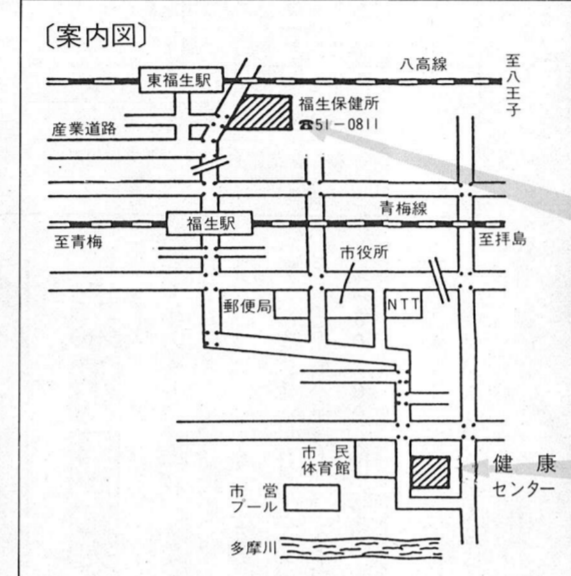 〔案内図〕
八高線
至八王子
東福生駅
福生保健所
☎51-0811
産業道路
青梅線
福生駅
至青梅
至拝島
市役所
郵便局
NTT
市民
体育館
健康
センター
市営
プール
多摩川